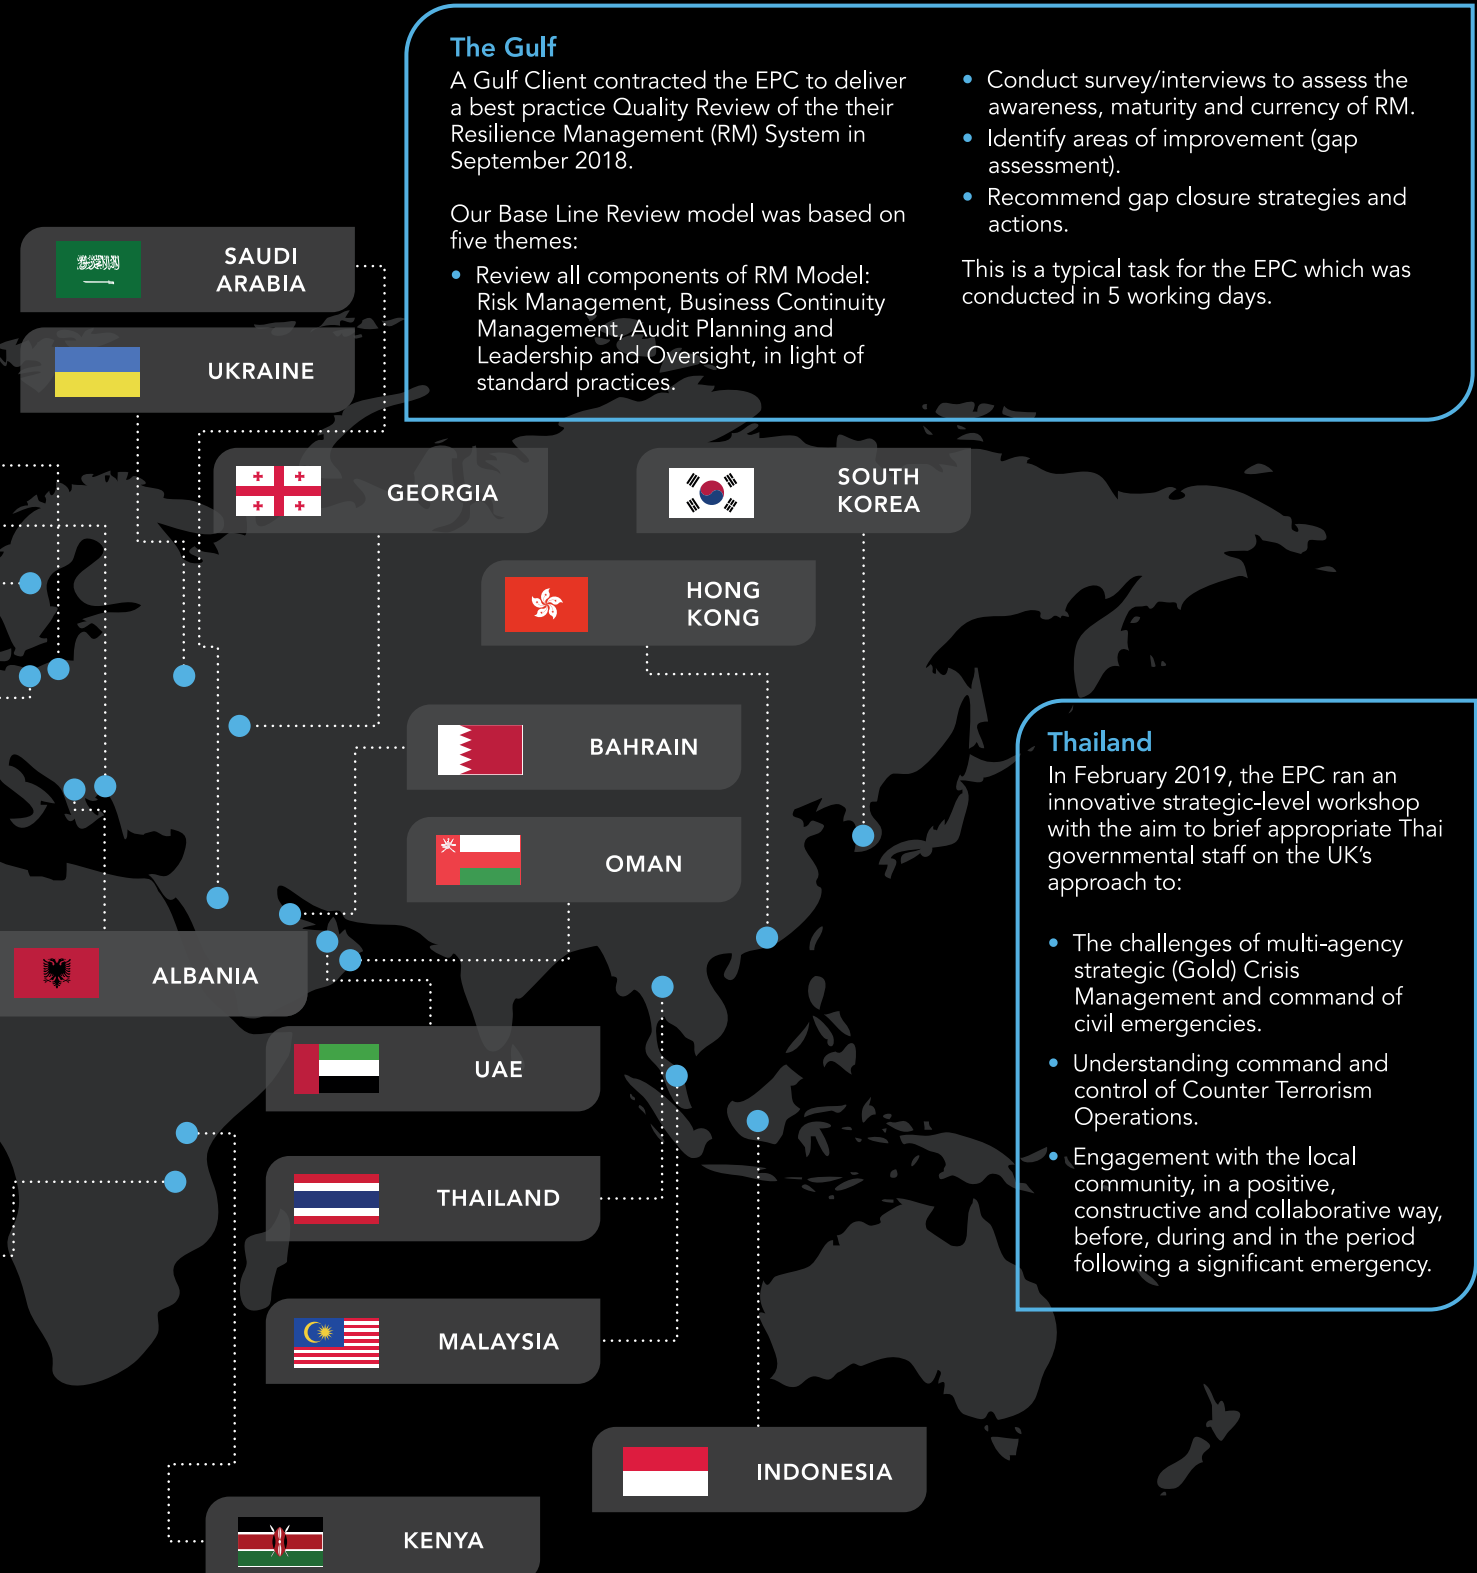 The Gulf
A Gulf Client contracted the EPC to deliver
a best practice Quality Review of the their
Resilience Management (RM) System in
September 2018.
Our Base Line Review model was based on
five themes:
• Review all components of RM Model:
Risk Management, Business Continuity
Management, Audit Planning and
Leadership and Oversight, in light of
standard practices.
• Conduct survey/interviews to assess the
awareness, maturity and currency of RM.
• Identify areas of improvement (gap
assessment).
• Recommend gap closure strategies and
actions.
This is a typical task for the EPC which was
conducted in 5 working days.
SAUDI
ARABIA
UKRAINE
GEORGIA
SOUTH
KOREA
HONG
KONG
BAHRAIN
OMAN
ALBANIA
UAE
THAILAND
MALAYSIA
INDONESIA
KENYA
Thailand
In February 2019, the EPC ran an
innovative strategic-level workshop
with the aim to brief appropriate Thai
governmental staff on the UK’s
approach to:
• The challenges of multi-agency
strategic (Gold) Crisis
Management and command of
civil emergencies.
• Understanding command and
control of Counter Terrorism
Operations.
• Engagement with the local
community, in a positive,
constructive and collaborative way,
before, during and in the period
following a significant emergency.